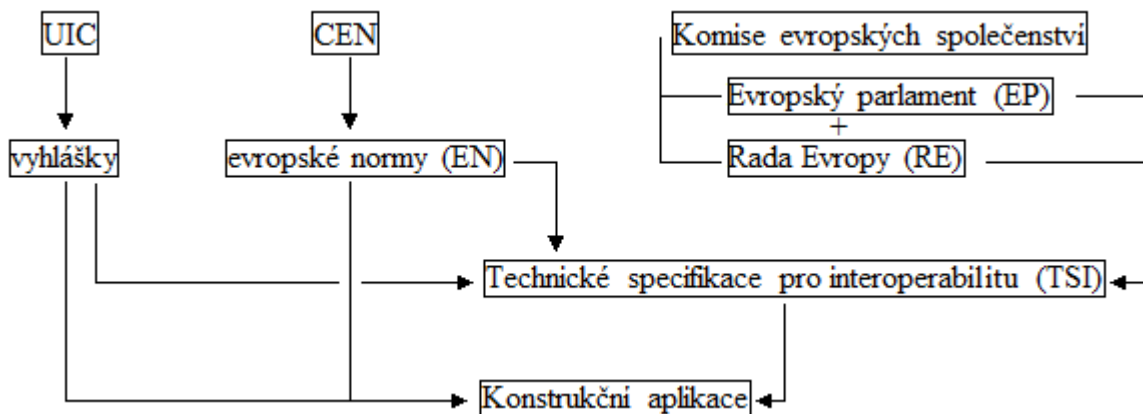 UIC
CEN
Komise evropských společenství
Evropský parlament (EP)
+
vyhlášky
evropské normy (EN)
Rada Evropy (RE)
Technické specifikace pro interoperabilitu (TSI)
Konstrukční aplikace